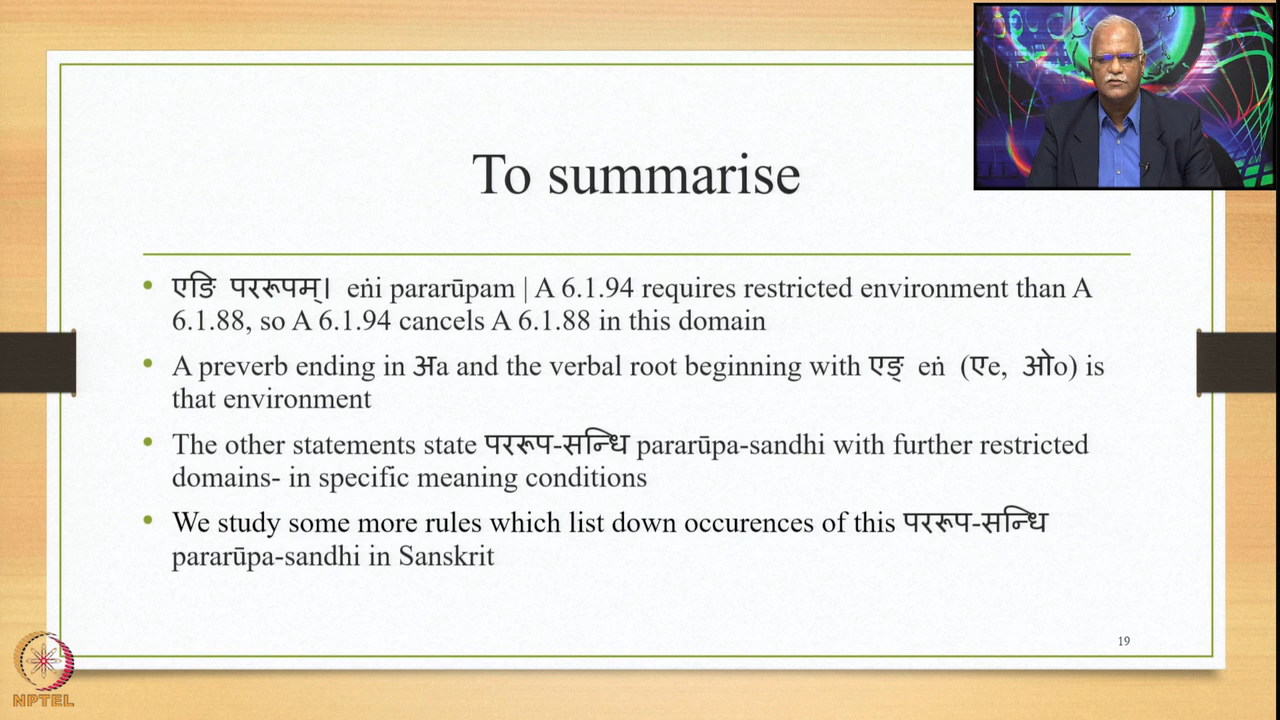 To summarise
• एङि पररूपम्। eṅi pararūpam | A 6.1.94 requires restricted environment than A
6.1.88, so A 6.1.94 cancels A 6.1.88 in this domain
• A preverb ending in अa and the verbal root beginning with एङ् eṅ (एe, ओo) is
that environment
• The other statements state पररूप-सन्धि pararūpa-sandhi with further restricted
domains- in specific meaning conditions
• We study some more rules which list down occurences of this पररूप-सन्धि
pararūpa-sandhi in Sanskrit
19
NPTEL